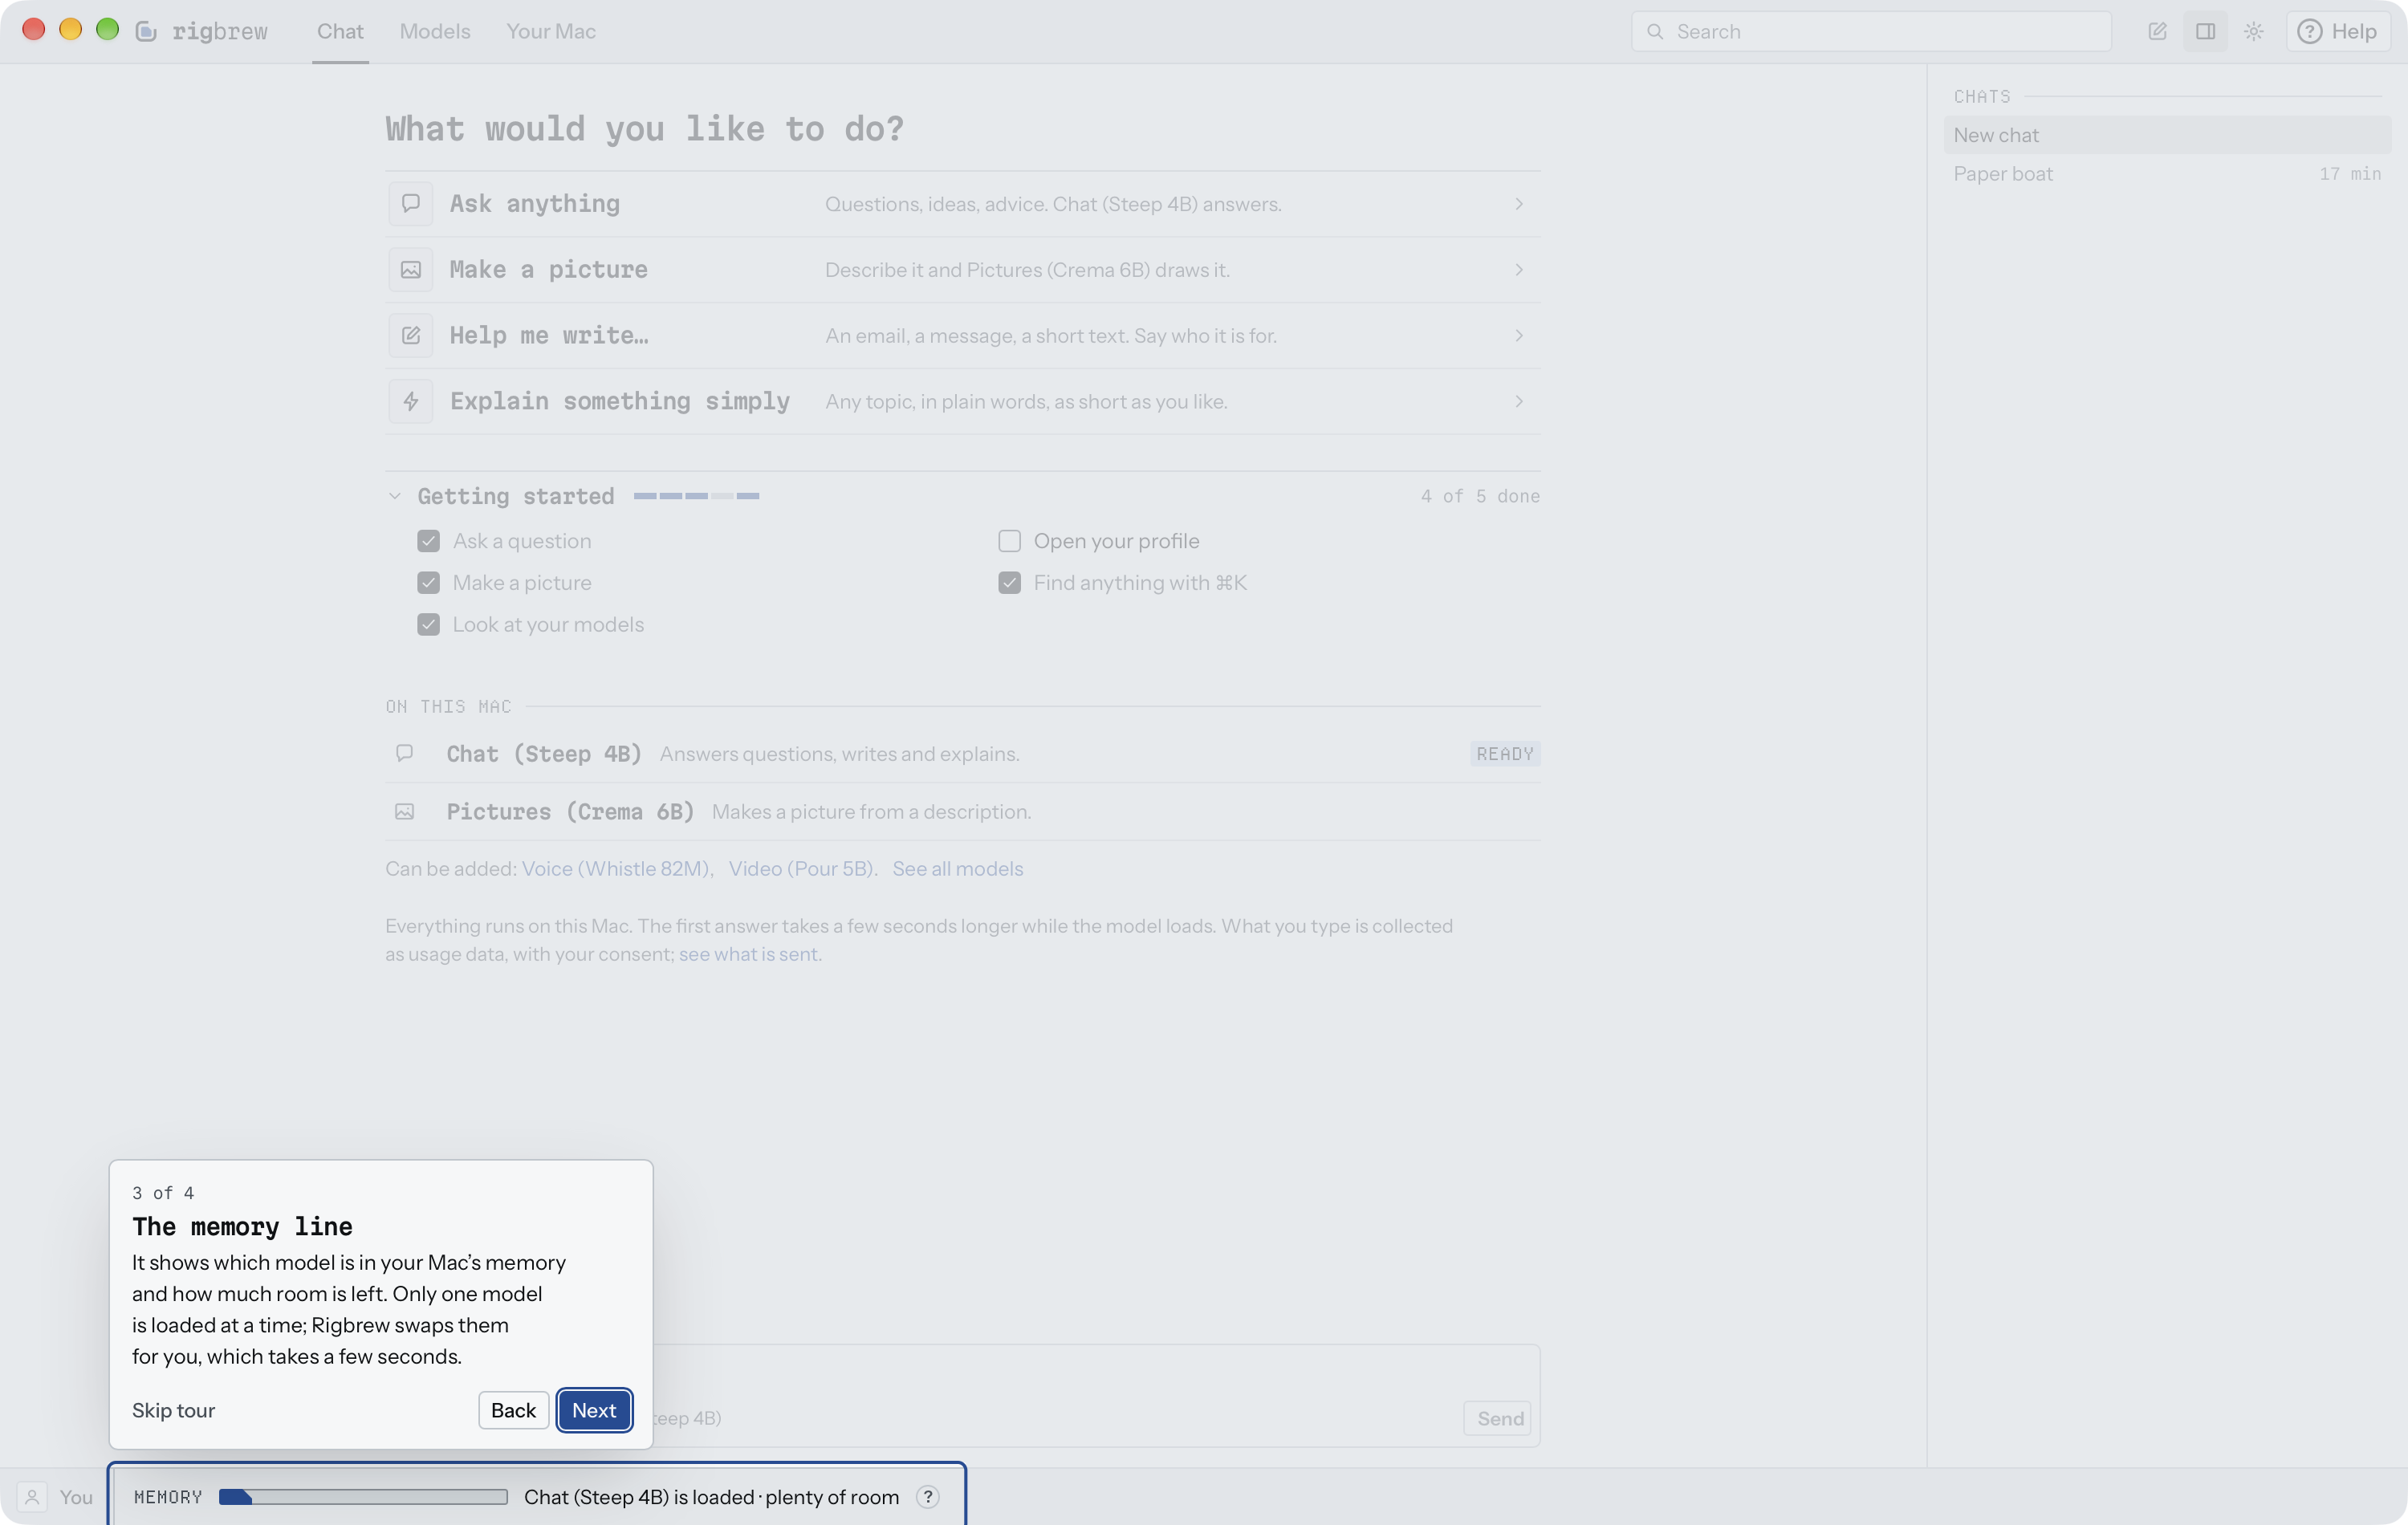 rigbrew
Chat
Models
Your Mac
Search
Help
What would you like to do?
Ask anything
Questions, ideas, advice. Chat (Steep 4B) answers.
Make a picture
Describe it and Pictures (Crema 6B) draws it.
Help me write…
An email, a message, a short text. Say who it is for.
Explain something simply
Any topic, in plain words, as short as you like.
Getting started
4 of 5 done
Ask a question
Make a picture
Look at your models
Open your profile
Find anything with ⌘K
ON THIS MAC
Chat (Steep 4B) Answers questions, writes and explains.
READY
Pictures (Crema 6B) Makes a picture from a description.
Can be added: Voice (Whistle 82M), Video (Pour 5B). See all models
Everything runs on this Mac. The first answer takes a few seconds longer while the model loads. What you type is collected
as usage data, with your consent; see what is sent.
CHATS
New chat
Paper boat
17 min
3 of 4
The memory line
It shows which model is in your Mac’s memory
and how much room is left. Only one model
is loaded at a time; Rigbrew swaps them
for you, which takes a few seconds.
Skip tour
Back
Next
4B)
Send
You
MEMORY
Chat (Steep 4B) is loaded · plenty of room
?